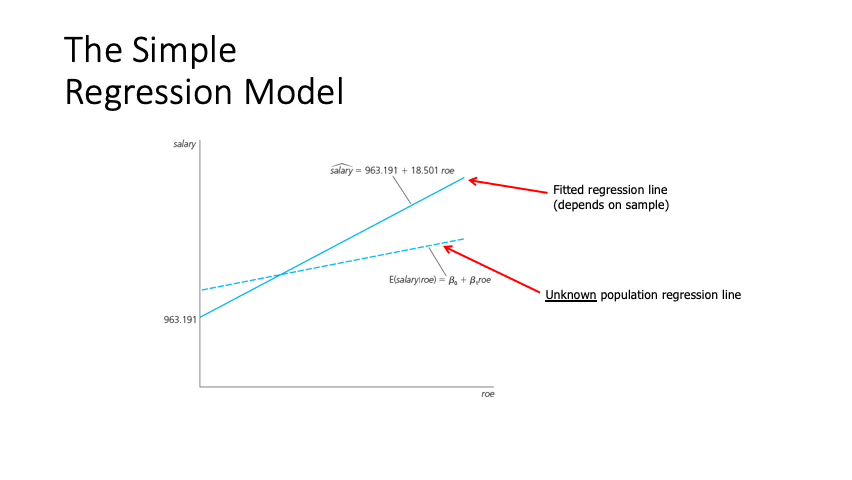 The Simple
Regression Model
salary
salary^ = 963.191 + 18.501 roe
Fitted regression line
(depends on sample)
E(salary|roe) = β₀ + β₁roe
Unknown population regression line
963.191
roe